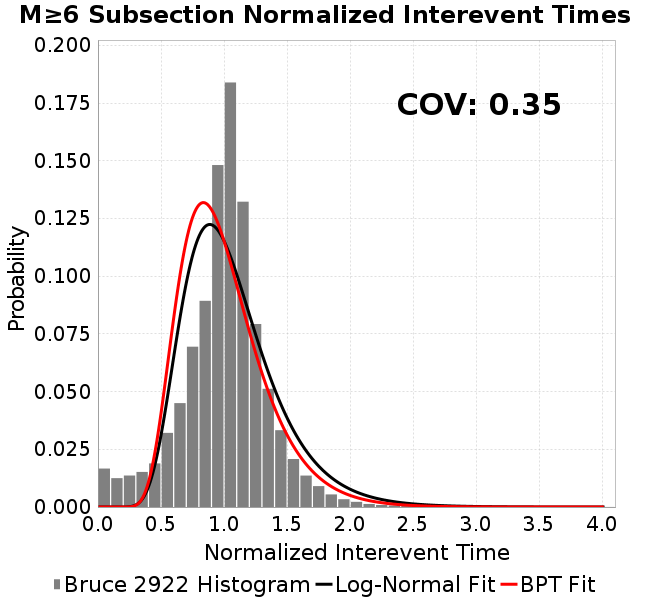 M≥6 Subsection Normalized Interevent Times
COV: 0.35
Probability
0.200
0.175
0.150
0.125
0.100
0.075
0.050
0.025
0.000
0.0 0.5 1.0 1.5 2.0 2.5 3.0 3.5 4.0
Normalized Interevent Time
Bruce 2922 Histogram Log-Normal Fit BPT Fit